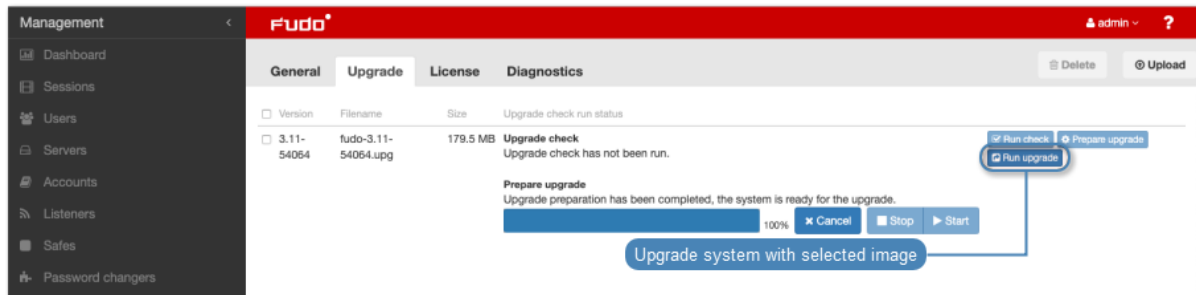 Management
FUDO
admin
?
Dashboard
Sessions
Users
Servers
Accounts
Listeners
Safes
Password changers
General Upgrade License Diagnostics
Delete Upload
Version Filename Size Upgrade check run status
3.11-
54064
fudo-3.11-
54064.upg
179.5 MB
Upgrade check
Upgrade check has not been run.
Run check Prepare upgrade
Run upgrade
Prepare upgrade
Upgrade preparation has been completed, the system is ready for the upgrade.
100% Cancel Stop Start
Upgrade system with selected image